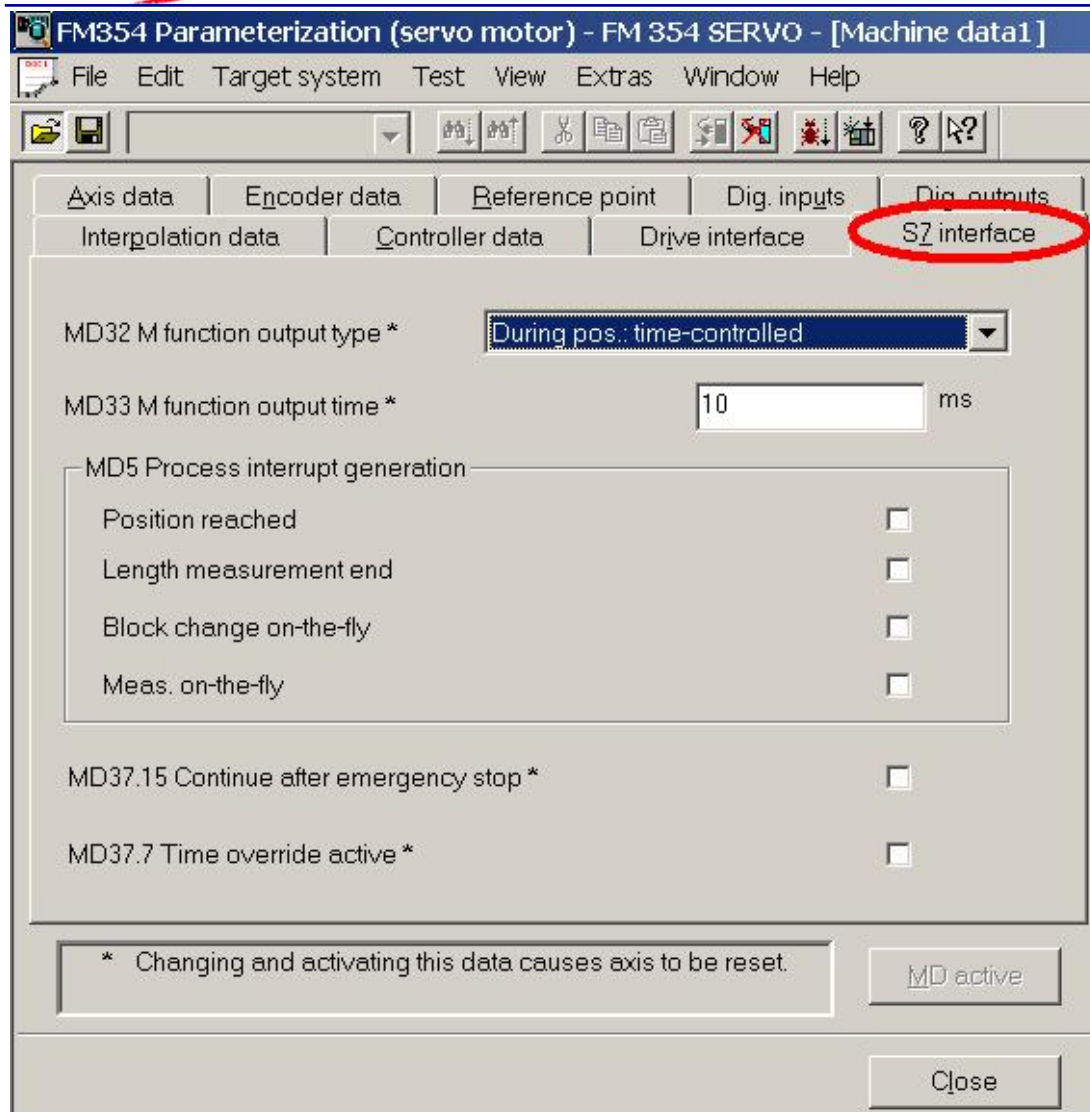 FM354 Parameterization (servo motor) - FM 354 SERVO - [Machine data1]
File Edit Target system Test View Extras Window Help
Axis data Encoder data Reference point Dig. inputs Dig. outputs
Interpolation data Controller data Drive interface S7 interface
MD32 M function output type * During pos.: time-controlled
MD33 M function output time * 10 ms
MD5 Process interrupt generation
Position reached
Length measurement end
Block change on-the-fly
Meas. on-the-fly
MD37.15 Continue after emergency stop *
MD37.7 Time override active *
* Changing and activating this data causes axis to be reset.
MD active
Close